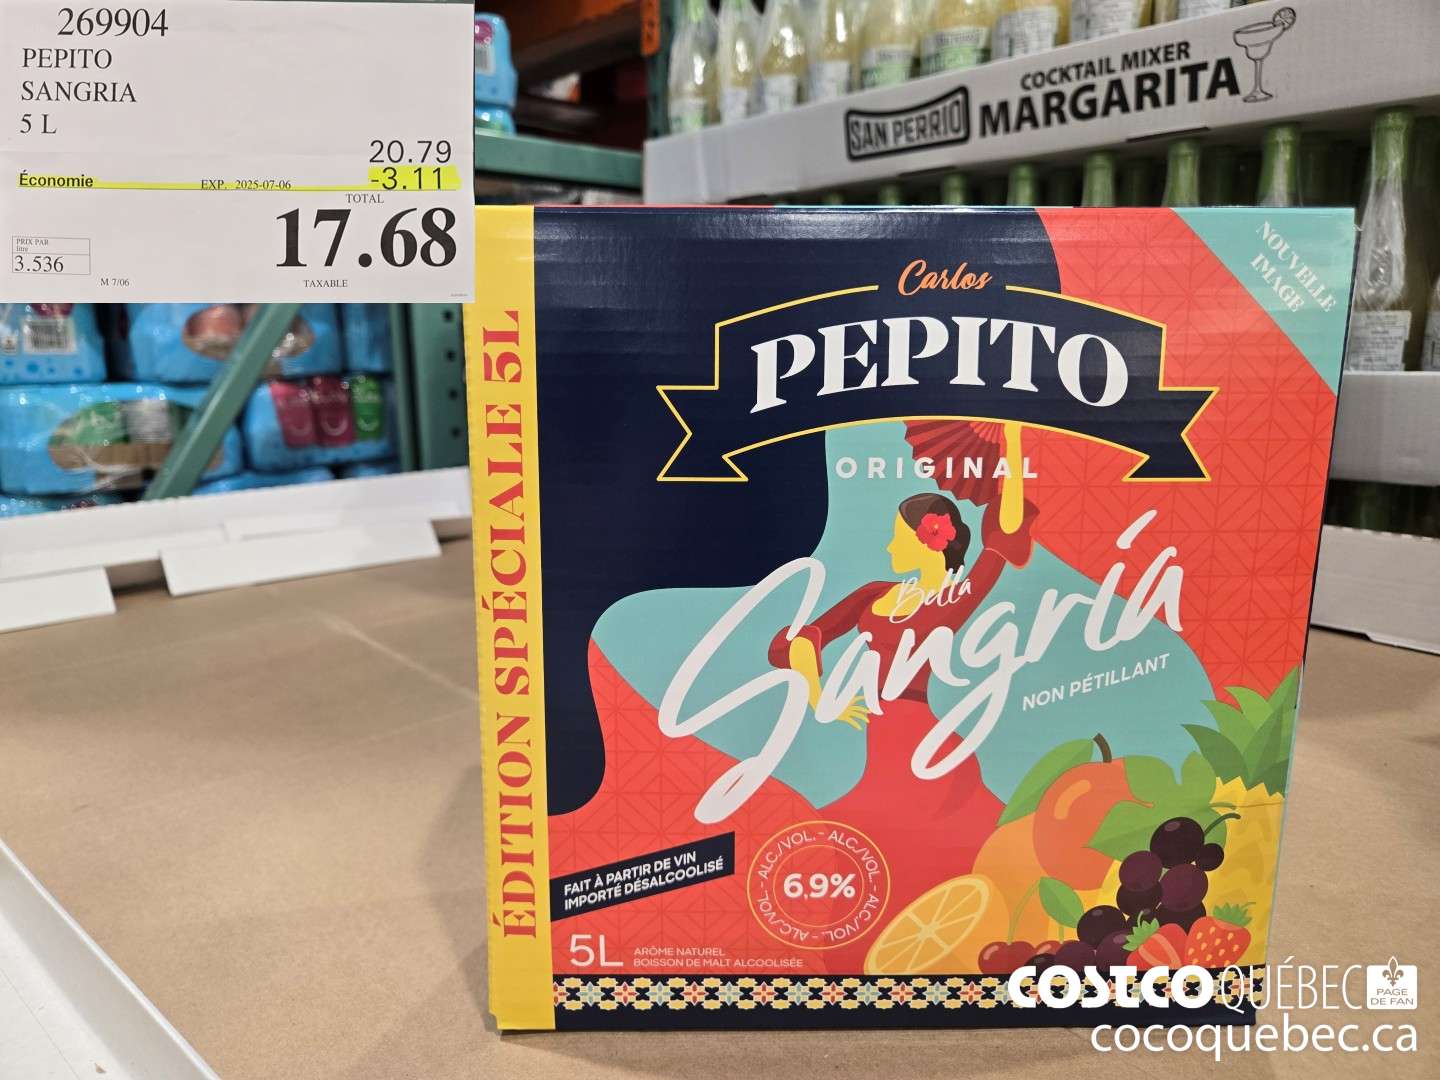 269904
PEPITO
SANGRIA
5 L
20.79
Économie
EXP. 2025-07-06
-3.11
TOTAL
17.68
PRIX PAR
litre
3.536
M 7/06
TAXABLE
SAN PERRIO
COCKTAIL MIXER
MARGARITA
NOUVELLE
IMAGE
ÉDITION SPÉCIALE 5L
Carlos
PEPITO
ORIGINAL
Bella
Sangría
NON PÉTILLANT
FAIT À PARTIR DE VIN
IMPORTÉ DÉSALCOOLISÉ
ALC./VOL. - ALC./VOL. - ALC./VOL. - ALC./VOL. -
6,9%
5L
ARÔME NATUREL
BOISSON DE MALT ALCOOLISÉE
COSTCO QUÉBEC
PAGE
DE FAN
cocoquebec.ca